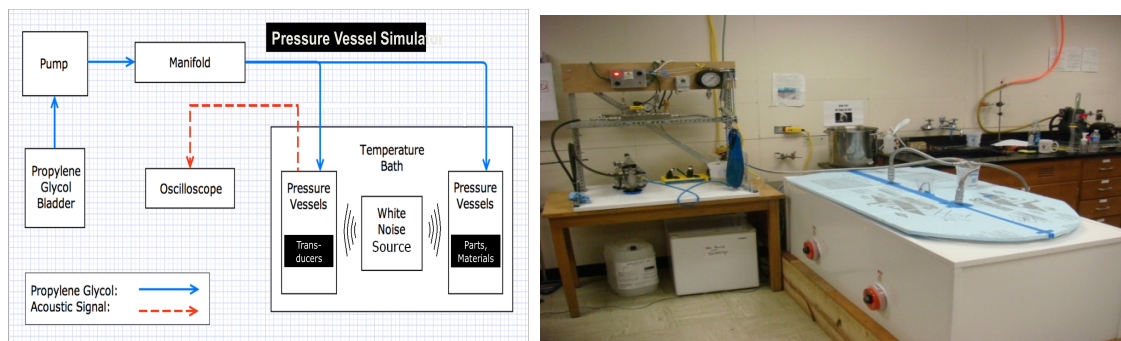 Pressure Vessel Simulator
Pump
Manifold
Propylene
Glycol
Bladder
Oscilloscope
Temperature
Bath
Pressure
Vessels
Trans-
ducers
White
Noise
Source
Pressure
Vessels
Parts,
Materials
Propylene Glycol:
Acoustic Signal: